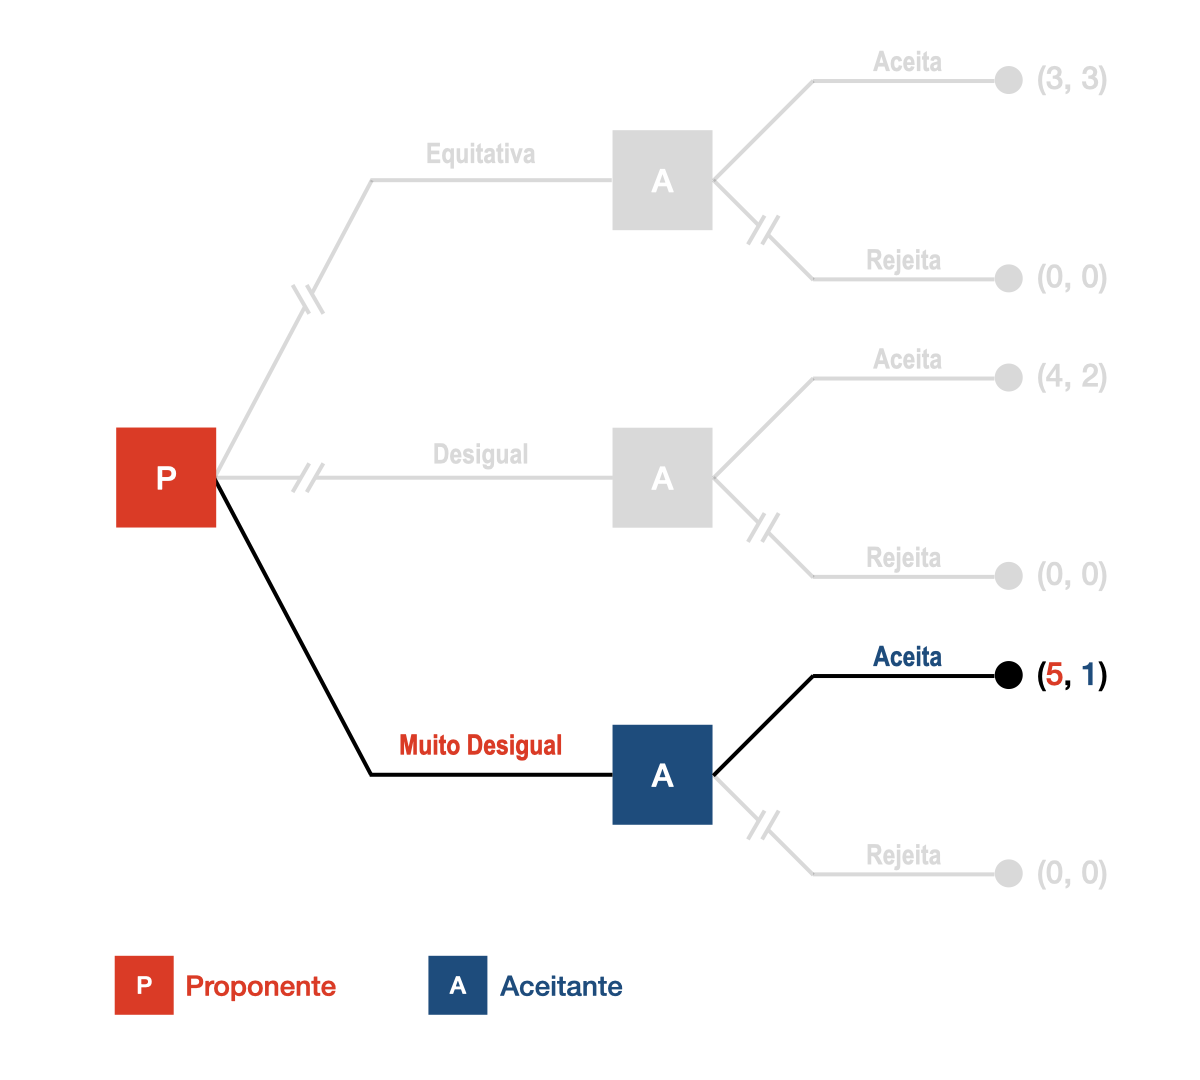 Aceita
(3, 3)
Equitativa
A
Rejeita
(0, 0)
Aceita
(4, 2)
Desigual
P
A
Rejeita
(0, 0)
Aceita
(5, 1)
Muito Desigual
A
Rejeita
(0, 0)
P Proponente
A Aceitante